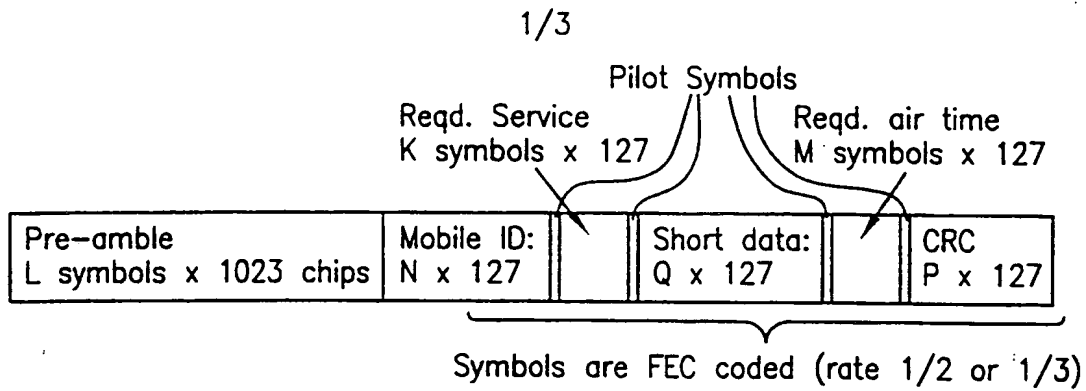 1/3
Pilot Symbols
Reqd. Service
K symbols x 127
Reqd. air time
M symbols x 127
Pre-amble
L symbols x 1023 chips
Mobile ID:
N x 127
Short data:
Q x 127
CRC
P x 127
Symbols are FEC coded (rate 1/2 or 1/3)